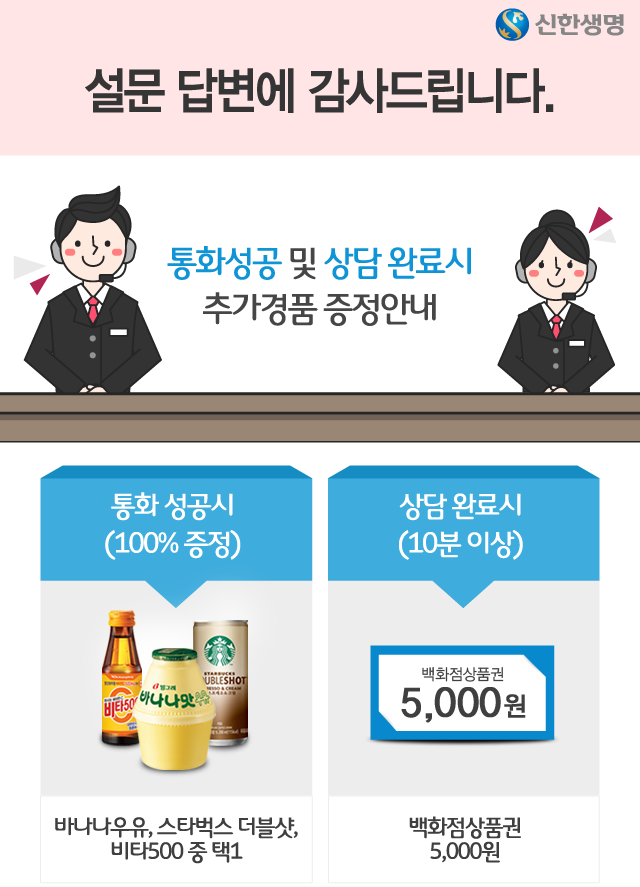 신한생명
설문 답변에 감사드립니다.
통화성공 및 상담 완료시
추가경품 증정안내
통화 성공시
(100% 증정)
상담 완료시
(10분 이상)
비타500
빙그레
바나나맛
STARBUCKS
UBLESHOT
백화점상품권
5,000원
바나나우유, 스타벅스 더블샷,
비타500 중 택1
백화점상품권
5,000원